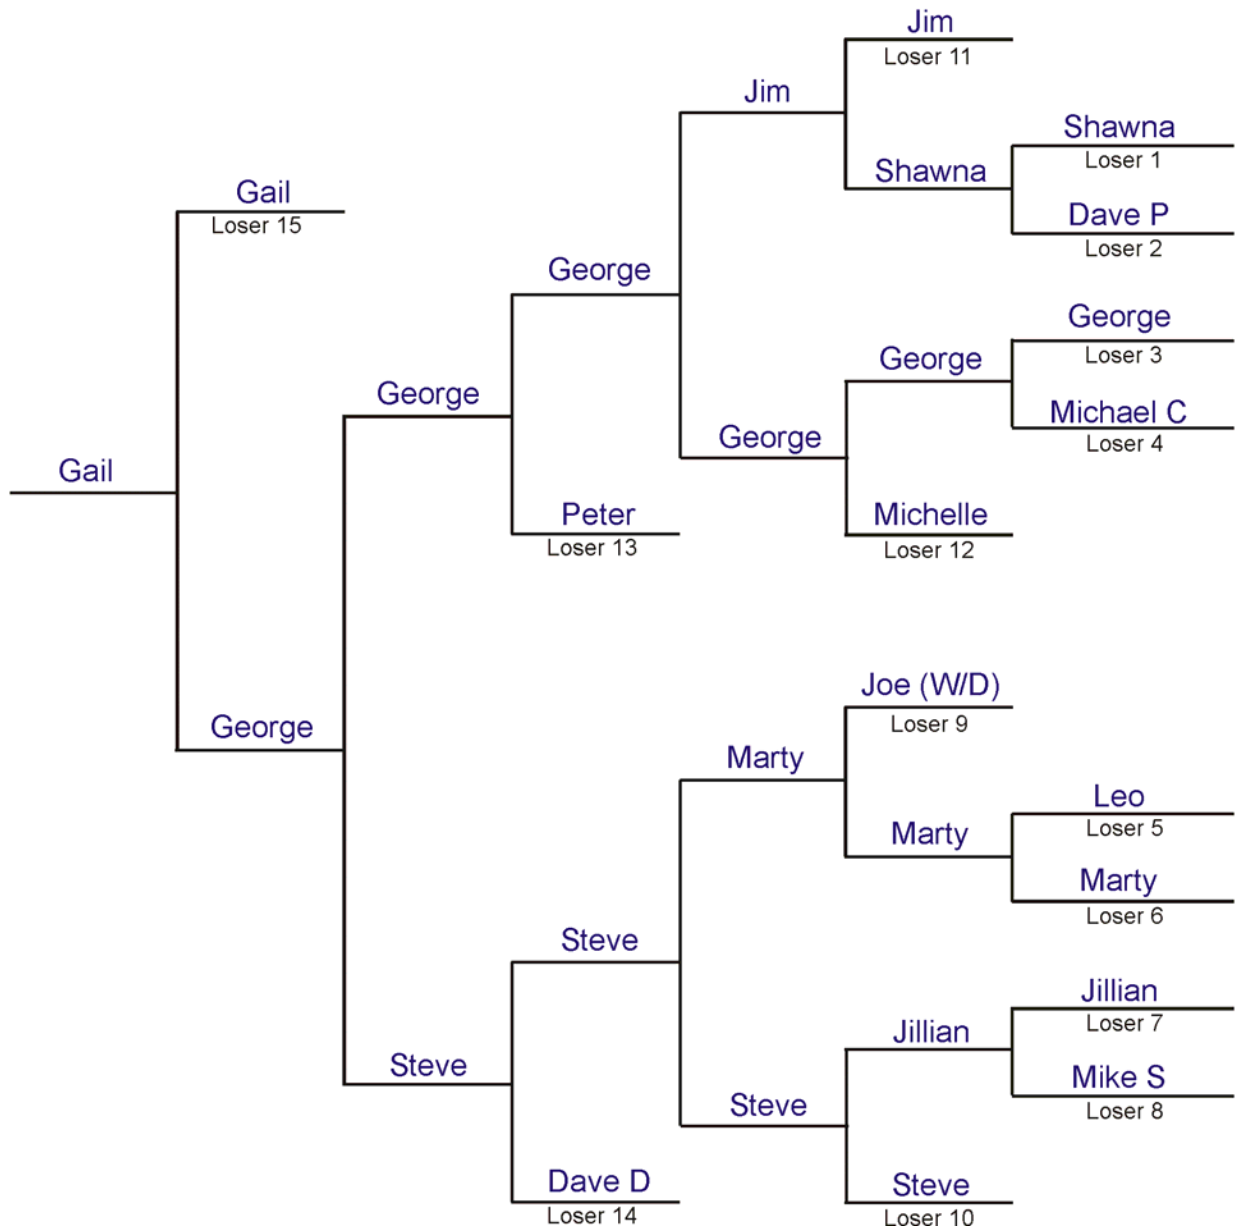 Jim
Loser 11
Jim
Shawna
Loser 1
Shawna
Dave P
Loser 2
Gail
Loser 15
George
George
Loser 3
George
Michael C
Loser 4
George
George
Gail
Peter
Loser 13
Michelle
Loser 12
Joe (W/D)
Loser 9
George
Marty
Leo
Loser 5
Marty
Marty
Loser 6
Steve
Jillian
Loser 7
Jillian
Steve
Mike S
Loser 8
Steve
Dave D
Loser 14
Steve
Loser 10